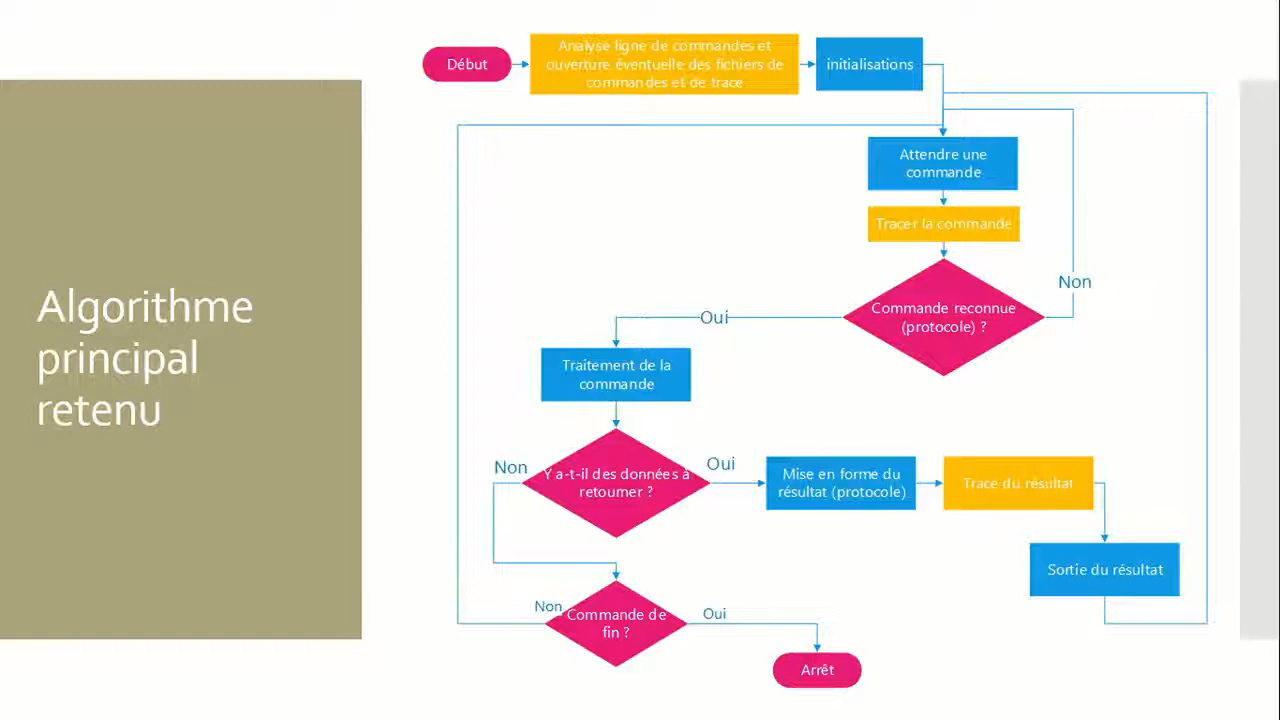 Algorithme
principal
retenu
Début
Analyse ligne de commandes et
ouverture éventuelle des fichiers de
commandes et de trace
initialisations
Attendre une
commande
Tracer la commande
Commande reconnue
(protocole) ?
Non
Oui
Traitement de la
commande
Y a-t-il des données à
retourner ?
Non
Oui
Mise en forme du
résultat (protocole)
Trace du résultat
Sortie du résultat
Commande de
fin ?
Non
Oui
Arrêt